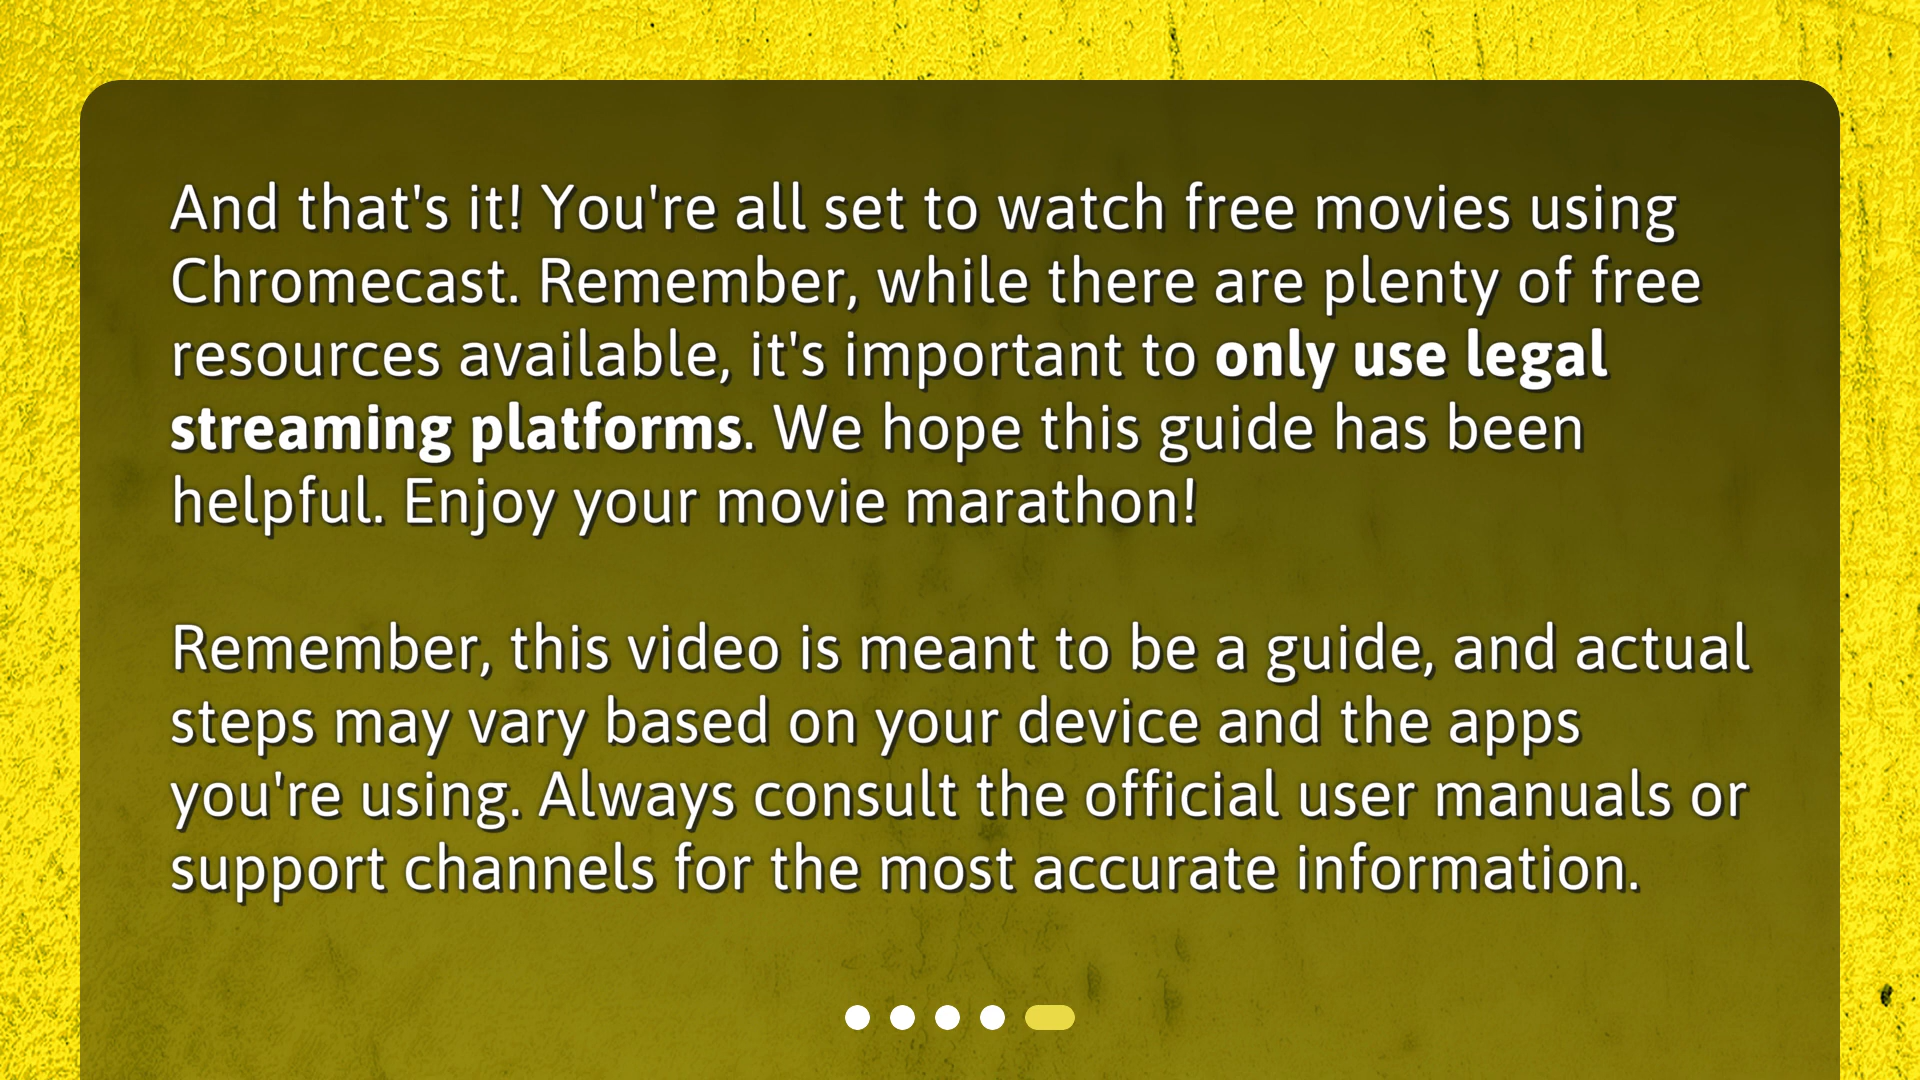 And that's it! You're all set to watch free movies using
Chromecast. Remember, while there are plenty of free
resources available, it's important to only use legal
streaming platforms. We hope this guide has been
helpful. Enjoy your movie marathon!
Remember, this video is meant to be a guide, and actual
steps may vary based on your device and the apps
you're using. Always consult the official user manuals or
support channels for the most accurate information.